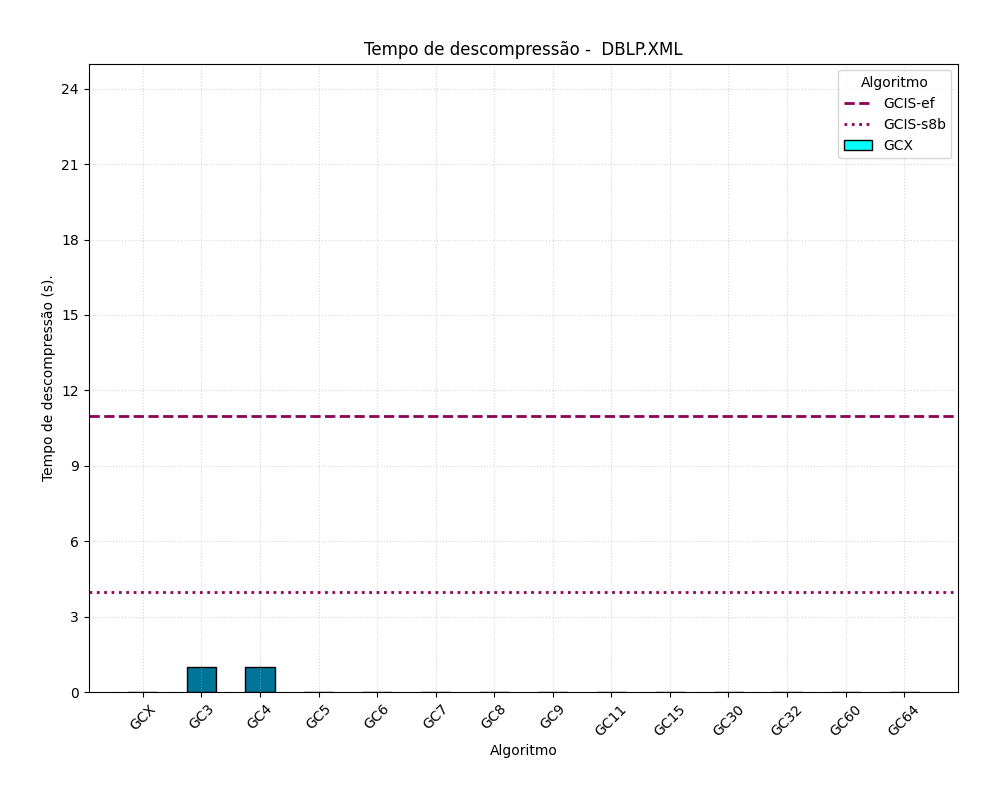 Tempo de descompressão -  DBLP.XML
Algoritmo
GCIS-ef
GCIS-s8b
GCX
Tempo de descompressão (s).
24
21
18
15
12
9
6
3
0
GCX
GC3
GC4
GC5
GC6
GC7
GC8
GC9
GC11
GC15
GC30
GC32
GC60
GC64
Algoritmo